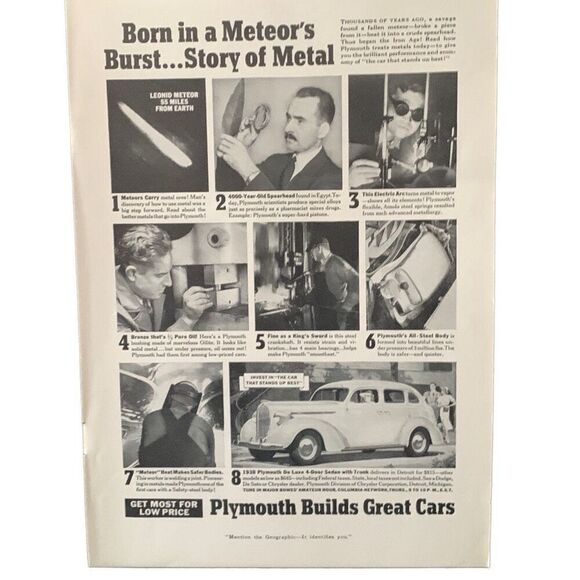 Born in a Meteor's
Burst...Story of Metal
THOUSANDS OF YEARS AGO, a savage
found a fallen meteor—broke a piece
from it—beat it into a crude spearhead.
Thus began the Iron Age! Read how
Plymouth treats metals today—to give
you the brilliant performance and econ-
omy of "the car that stands on best!"
LEONID METEOR
55 MILES
FROM EARTH
1 Meteors Carry metal ores! Man's
discovery of how to use metal was a
big step forward. Read about the
better metals that go into Plymouth!
2 4000-Year-Old Spearhead found in Egypt. To-
day, Plymouth scientists produce special alloys
just as precisely as a pharmacist mixes drugs.
Example: Plymouth's super-hard pistons.
3 This Electric Arc turns metal to vapor
—shows all its elements! Plymouth's
flexible, Amola steel springs resulted
from such advanced metallurgy.
4 Bronze that's 1/3 Pure Oil! Here's a Plymouth
bushing made of marvelous Oilite. It looks like
solid metal...but under pressure, oil oozes out!
Plymouth had them first among low-priced cars.
5 Fine as a King's Sword is this steel
crankshaft. It resists strain and vi-
bration...has 4 main bearings...helps
make Plymouth "smoothest."
6 Plymouth's All-Steel Body is
formed into beautiful lines un-
der pressure of 2 million lbs. The
body is safer—and quieter.
INVEST IN "THE CAR
THAT STANDS UP BEST"
7 "Meteor" Heat Makes Safer Bodies.
This worker is welding a joint. Pioneer-
ing in metals made Plymouth one of the
first cars with a Safety-steel body!
8 1938 Plymouth De Luxe 4-Door Sedan with Trunk delivers in Detroit for $815—other
models as low as $645—including Federal taxes. State, local taxes not included. See a Dodge,
De Soto or Chrysler dealer. Plymouth Division of Chrysler Corporation, Detroit, Michigan.
TUNE IN MAJOR BOWES' AMATEUR HOUR, COLUMBIA NETWORK, THURS., 9 TO 10 P.M., E.S.T.
GET MOST FOR
LOW PRICE
Plymouth Builds Great Cars
"Mention the Geographic—It identifies you."